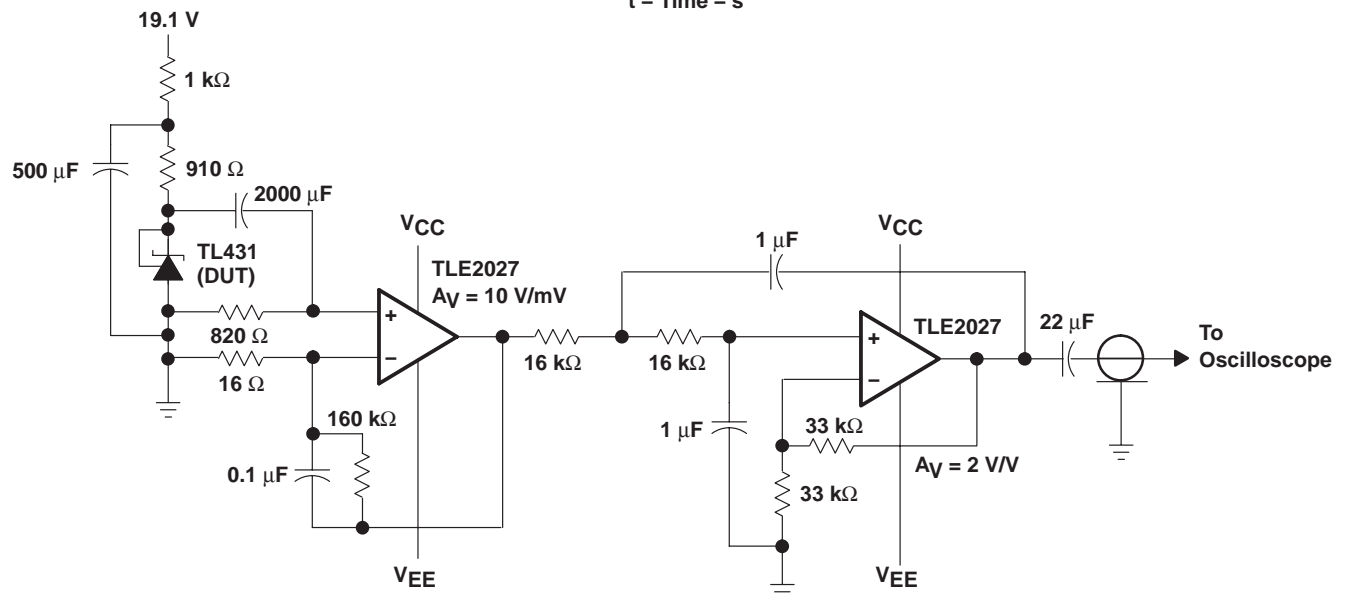 t – Time – s
19.1 V
1 kΩ
500 μF
910 Ω
2000 μF
TL431
(DUT)
820 Ω
16 Ω
160 kΩ
0.1 μF
VCC
TLE2027
AV = 10 V/mV
VEE
16 kΩ
16 kΩ
1 μF
1 μF
VCC
TLE2027
33 kΩ
AV = 2 V/V
33 kΩ
VEE
22 μF
To
Oscilloscope
+
–
+
–